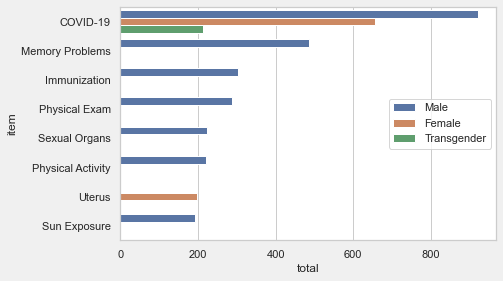 COVID-19
Memory Problems
Immunization
Physical Exam
Sexual Organs
Physical Activity
Uterus
Sun Exposure
item
Male
Female
Transgender
0 200 400 600 800
total